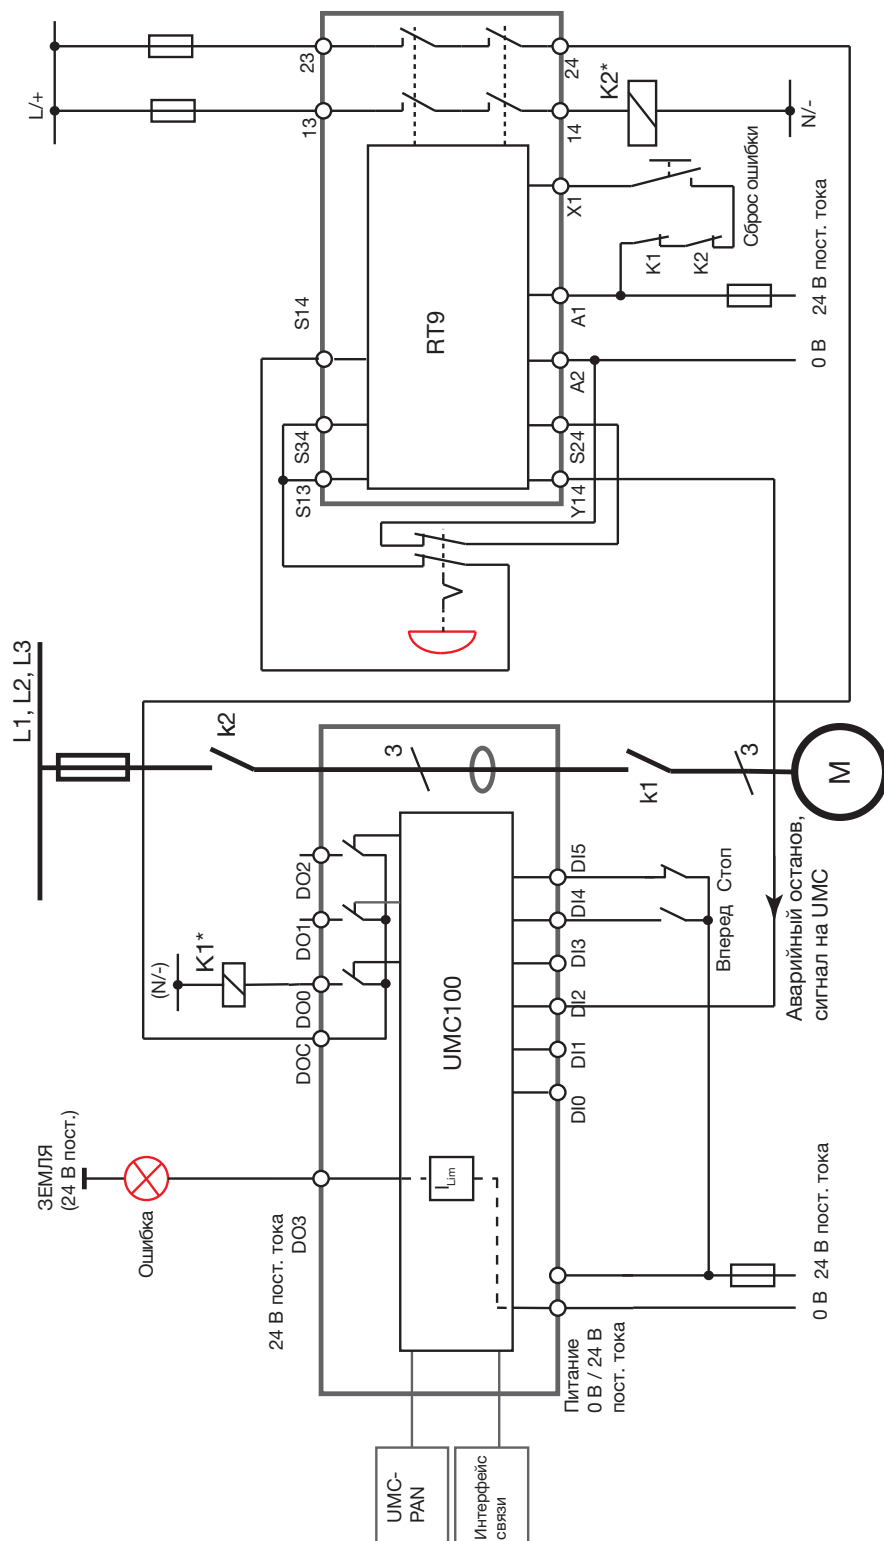 L/+
23
13
24
14
K2*
N/-
X1
Сброс ошибки
K1
K2
24 В пост. тока
0 В
A1
A2
S14
RT9
S34
S13
S24
Y14
L1, L2, L3
k2
3
k1
3
M
Аварийный останов,
сигнал на UMC
DO2
DO1
DO0
DOC
K1*
(N/-)
UMC100
DI5
DI4
DI3
DI2
DI1
DI0
Стоп
Вперед
ЗЕМЛЯ
(24 В пост.)
Ошибка
24 В пост. тока
DO3
ILim
24 В пост. тока
0 В
Питание
0 В / 24 В
пост. тока
UMC-
PAN
Интерфейс
связи